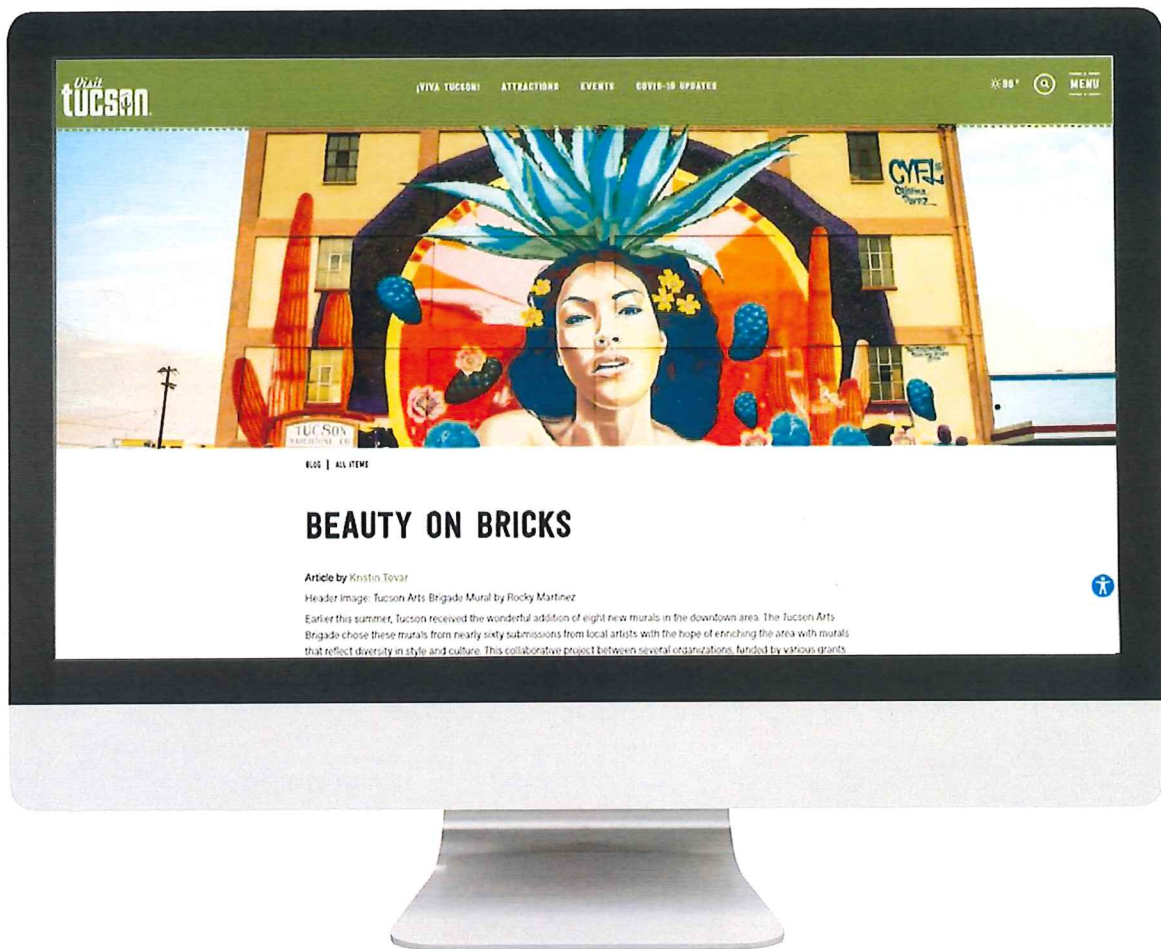 Visit
tucson
¡VIVA TUCSON!
ATTRACTIONS
EVENTS
COVID-19 UPDATES
MENU
CYFI
TUCSON
WAREHOUSE CO
BLOG | ALL ITEMS
BEAUTY ON BRICKS
Article by Kristin Tovar
Header Image: Tucson Arts Brigade Mural by Rocky Martinez
Earlier this summer, Tucson received the wonderful addition of eight new murals in the downtown area. The Tucson Arts
Brigade chose these murals from nearly sixty submissions from local artists with the hope of enriching the area with murals
that reflect diversity in style and culture. This collaborative project between several organizations, funded by various grants